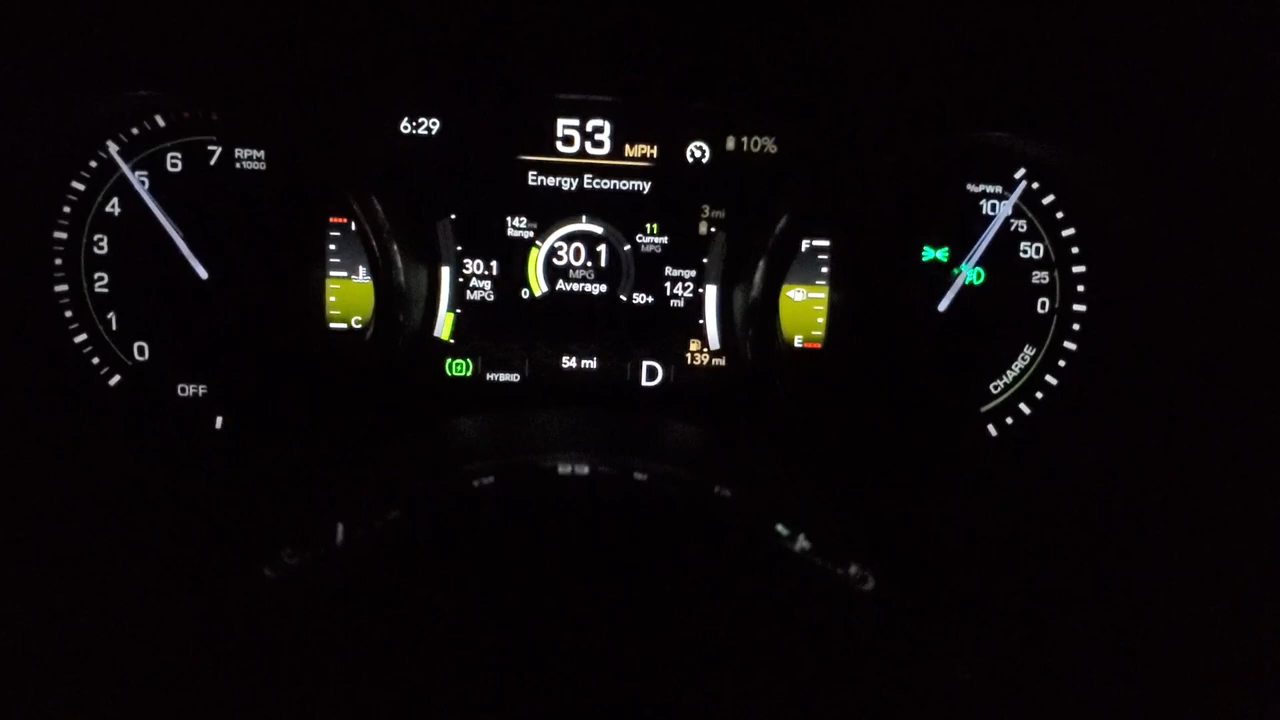 6:29
53 MPH
10%
Energy Economy
7 RPM
x1000
6
5
4
3
2
1
0
OFF
C
30.1
Avg
MPG
142 mi
Range
30.1
MPG
Average
0
50+
11
Current
MPG
3 mi
Range
142
mi
139 mi
HYBRID
54 mi
D
F
E
%PWR
100
75
50
25
0
CHARGE